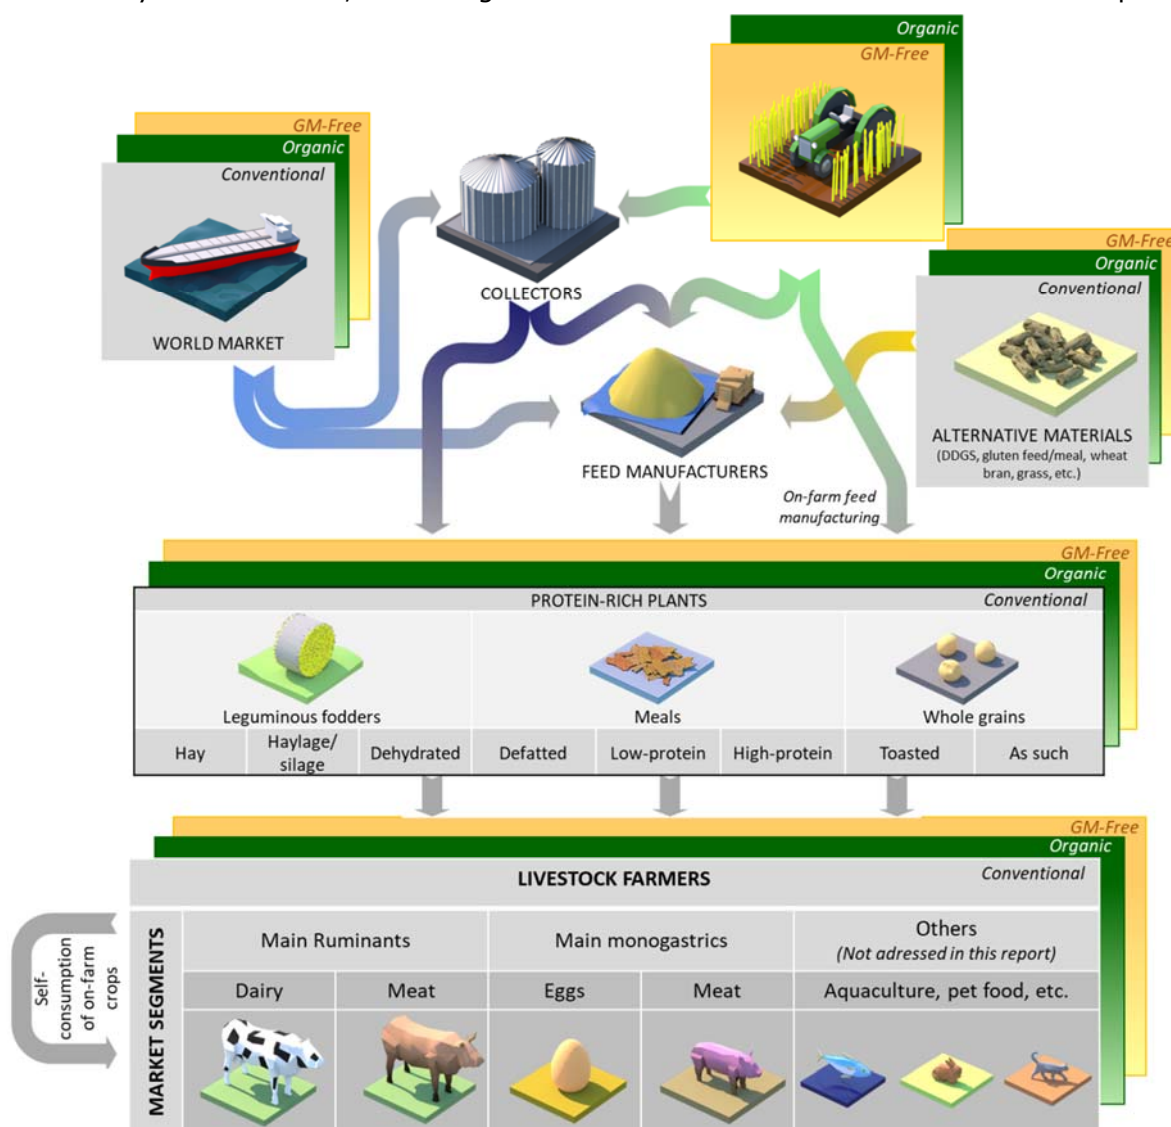 Organic
GM-Free
GM-Free
Organic
Conventional
WORLD MARKET
COLLECTORS
GM-Free
Organic
Conventional
ALTERNATIVE MATERIALS
(DDGS, gluten feed/meal, wheat
bran, grass, etc.)
FEED MANUFACTURERS
On-farm feed
manufacturing
GM-Free
Organic
PROTEIN-RICH PLANTS
Conventional
Leguminous fodders
Meals
Whole grains
Hay
Haylage/
silage
Dehydrated
Defatted
Low-protein
High-protein
Toasted
As such
GM-Free
Organic
Conventional
LIVESTOCK FARMERS
Self-
consumption
of on-farm
crops
MARKET SEGMENTS
Main Ruminants
Main monogastrics
Others
(Not adressed in this report)
Dairy
Meat
Eggs
Meat
Aquaculture, pet food, etc.